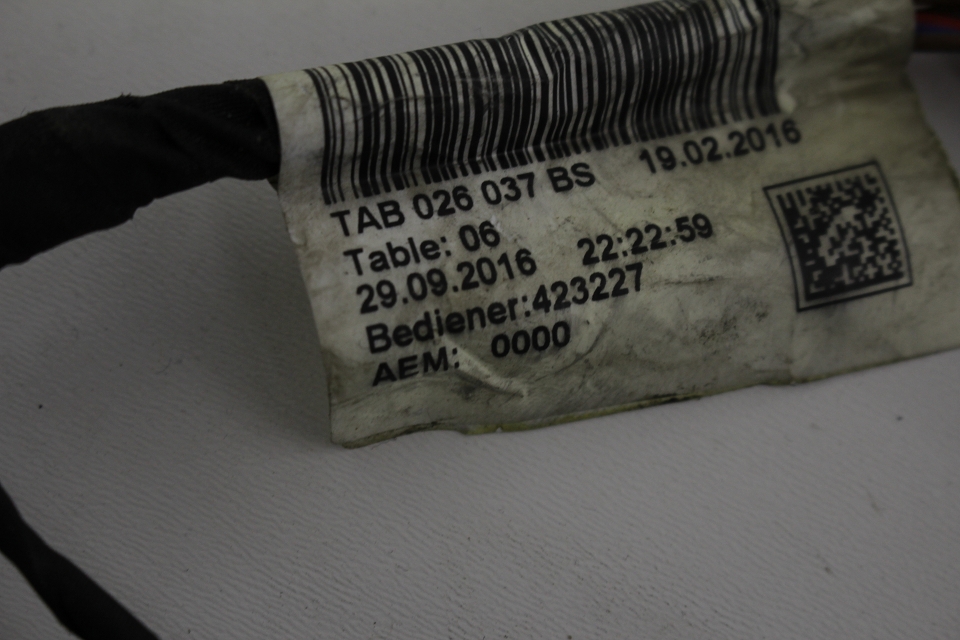 TAB 026 037 BS 19.02.2016
Table: 06
29.09.2016 22:22:59
Bediener:423227
AEM: 0000